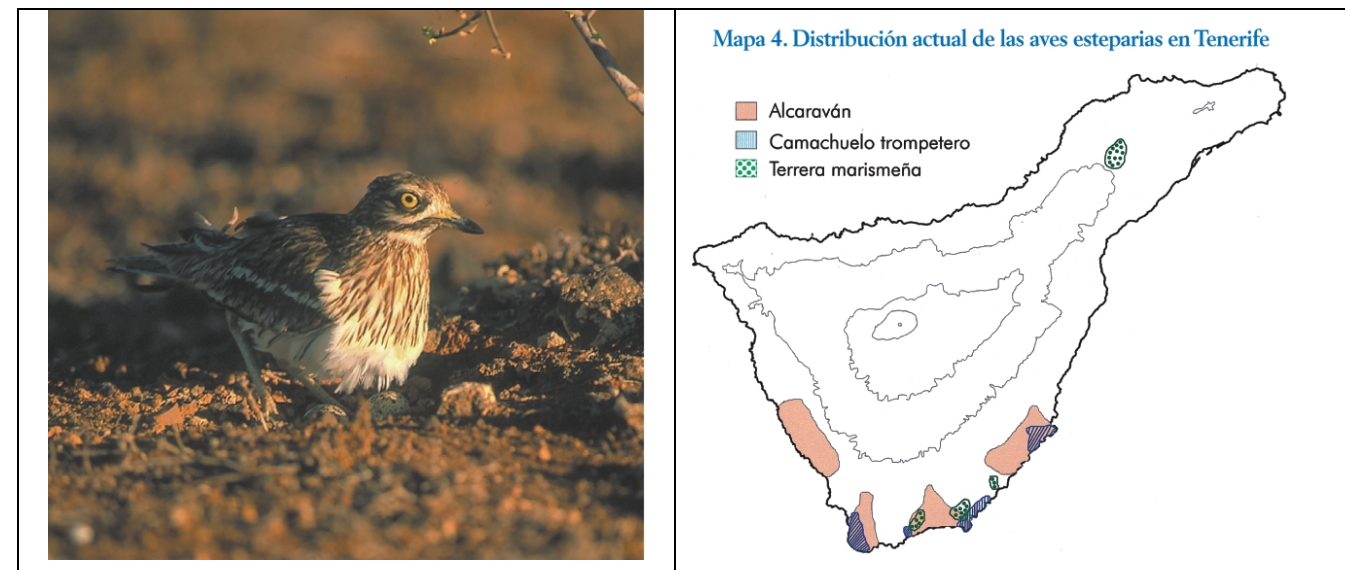 Mapa 4. Distribución actual de las aves esteparias en Tenerife
Alcaraván
Camachuelo trompetero
Terrera marismeña